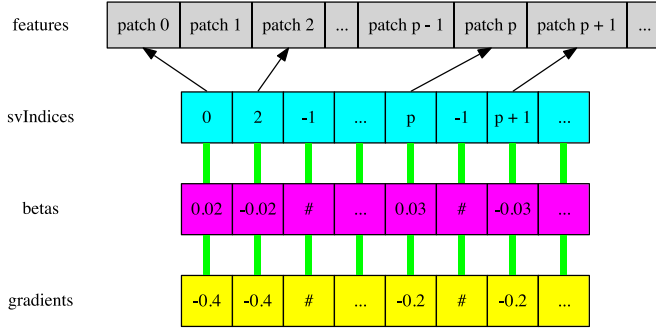 features patch 0 patch 1 patch 2 ... patch p - 1 patch p patch p + 1 ...
svIndices 0 2 -1 ... p -1 p + 1 ...
betas 0.02 -0.02 # ... 0.03 # -0.03 ...
gradients -0.4 -0.4 # ... -0.2 # -0.2 ...